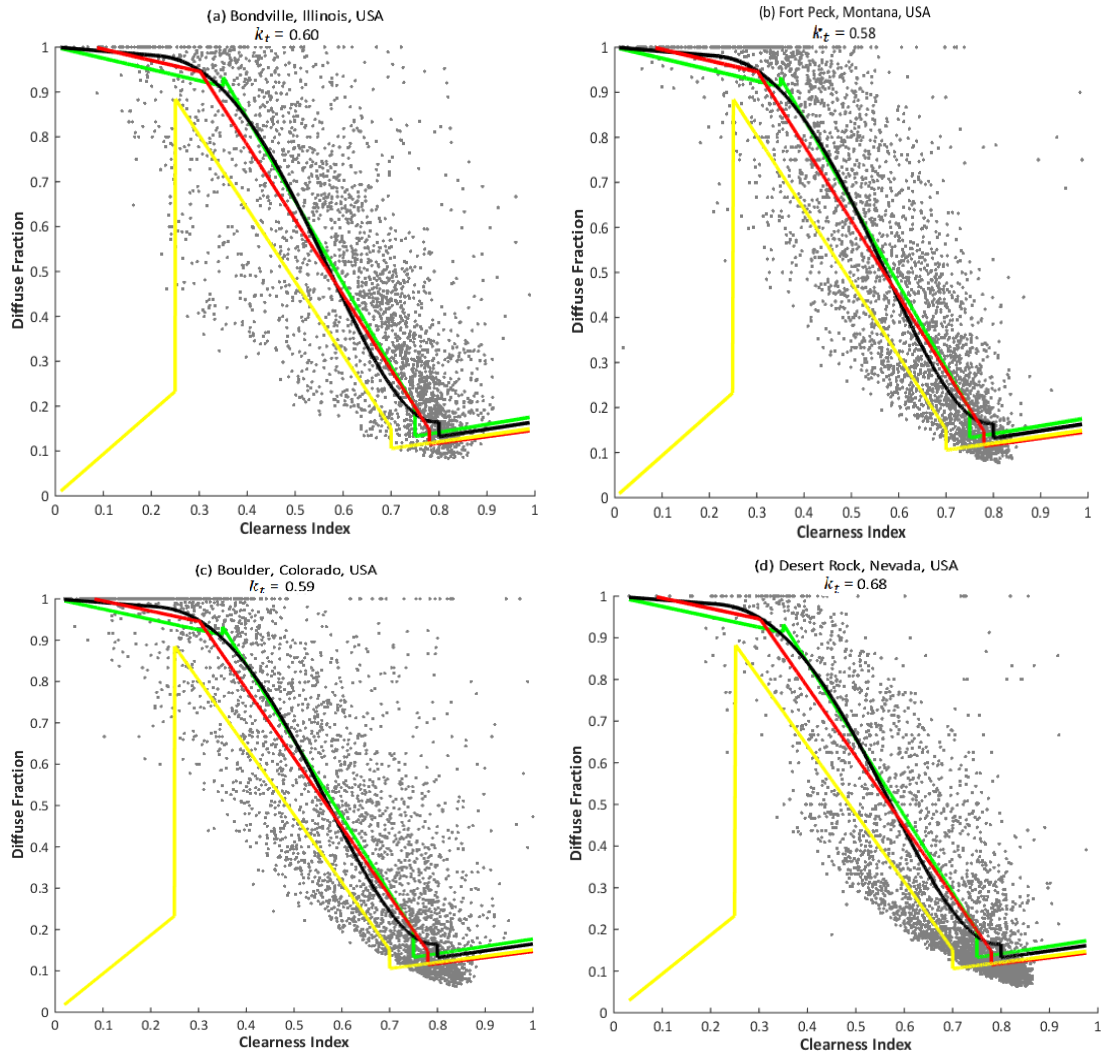 (a) Bondville, Illinois, USA
k_t = 0.60
1
0.9
0.8
0.7
0.6
0.5
0.4
0.3
0.2
0.1
0
Diffuse Fraction
0 0.1 0.2 0.3 0.4 0.5 0.6 0.7 0.8 0.9 1
Clearness Index
(b) Fort Peck, Montana, USA
k_t = 0.58
1
0.9
0.8
0.7
0.6
0.5
0.4
0.3
0.2
0.1
0
Diffuse Fraction
0 0.1 0.2 0.3 0.4 0.5 0.6 0.7 0.8 0.9 1
Clearness Index
(c) Boulder, Colorado, USA
k_t = 0.59
1
0.9
0.8
0.7
0.6
0.5
0.4
0.3
0.2
0.1
0
Diffuse Fraction
0 0.1 0.2 0.3 0.4 0.5 0.6 0.7 0.8 0.9 1
Clearness Index
(d) Desert Rock, Nevada, USA
k_t = 0.68
1
0.9
0.8
0.7
0.6
0.5
0.4
0.3
0.2
0.1
0
Diffuse Fraction
0 0.1 0.2 0.3 0.4 0.5 0.6 0.7 0.8 0.9 1
Clearness Index